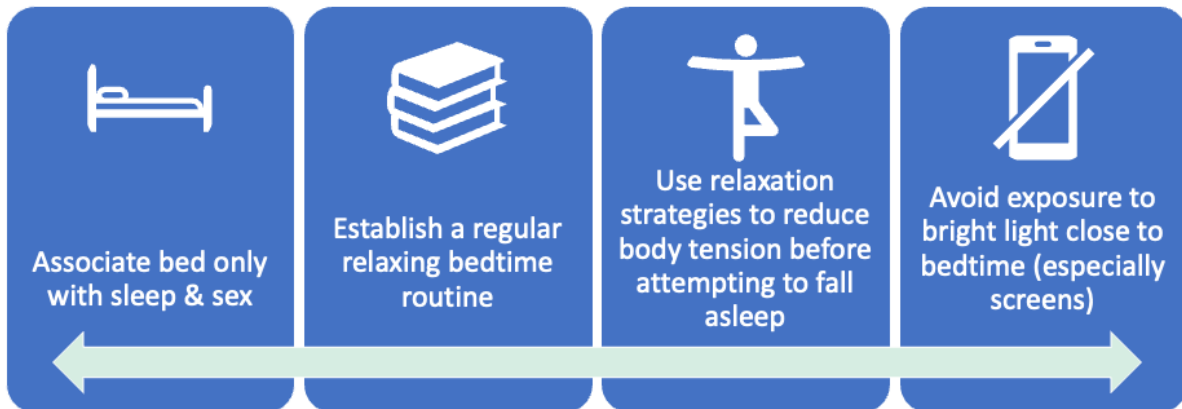 Associate bed only
with sleep & sex
Establish a regular
relaxing bedtime
routine
Use relaxation
strategies to reduce
body tension before
attempting to fall
asleep
Avoid exposure to
bright light close to
bedtime (especially
screens)